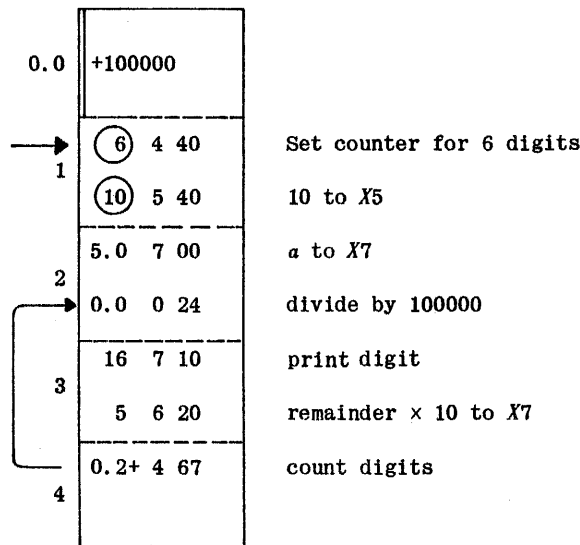 0.0 +100000
6 4 40 Set counter for 6 digits
1
10 5 40 10 to X5
5.0 7 00 a to X7
2
0.0 0 24 divide by 100000
16 7 10 print digit
3
5 6 20 remainder × 10 to X7
0.2+ 4 67 count digits
4